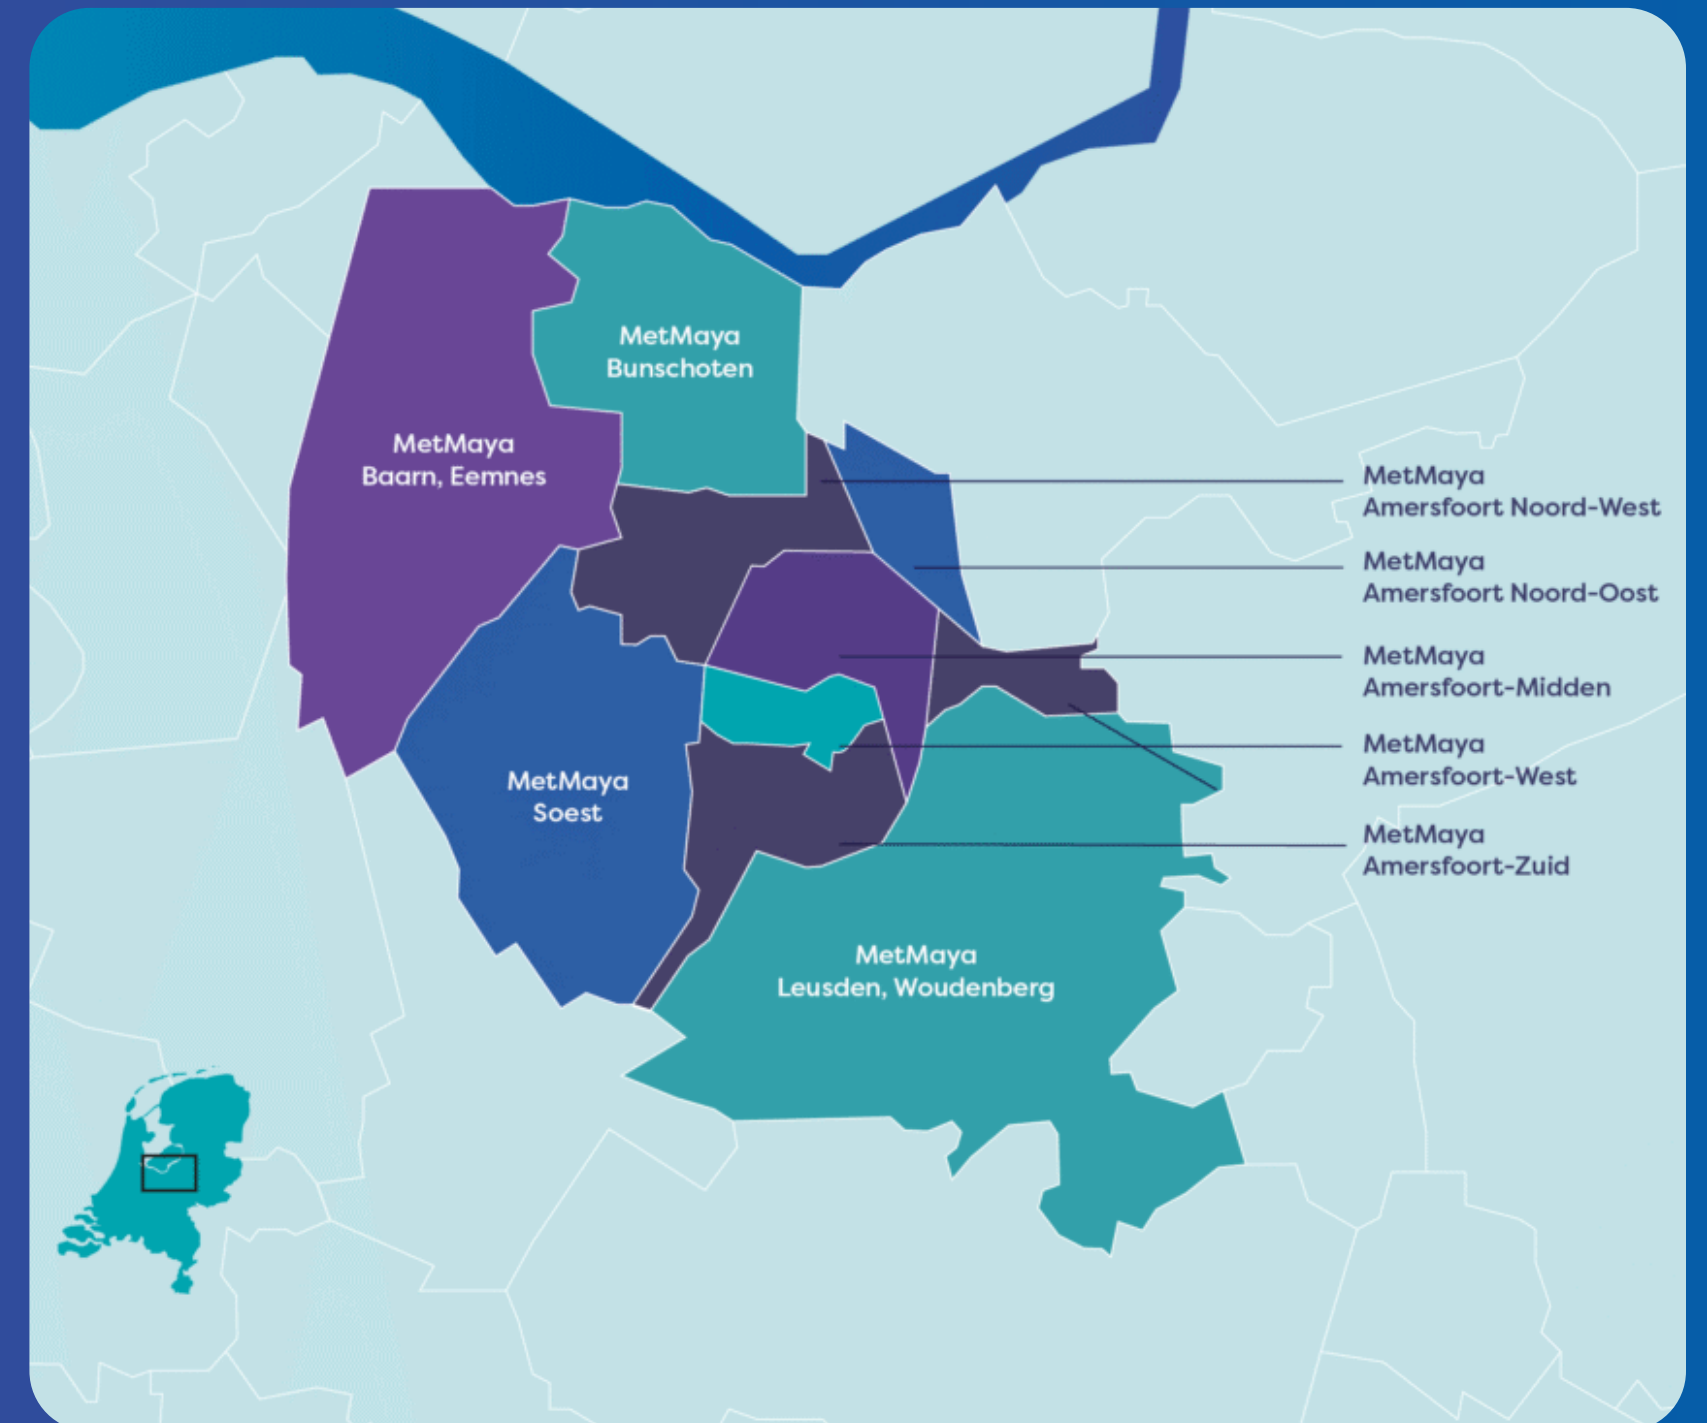 MetMaya
Bunschoten
MetMaya
Baarn, Eemnes
MetMaya
Amersfoort Noord-West
MetMaya
Amersfoort Noord-Oost
MetMaya
Amersfoort-Midden
MetMaya
Amersfoort-West
MetMaya
Soest
MetMaya
Amersfoort-Zuid
MetMaya
Leusden, Woudenberg